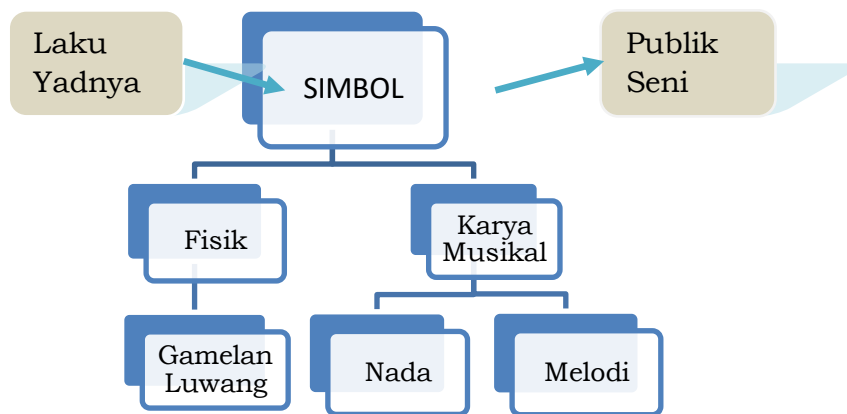 Laku
Yadnya
SIMBOL
Publik
Seni
Fisik
Karya
Musikal
Gamelan
Luwang
Nada
Melodi